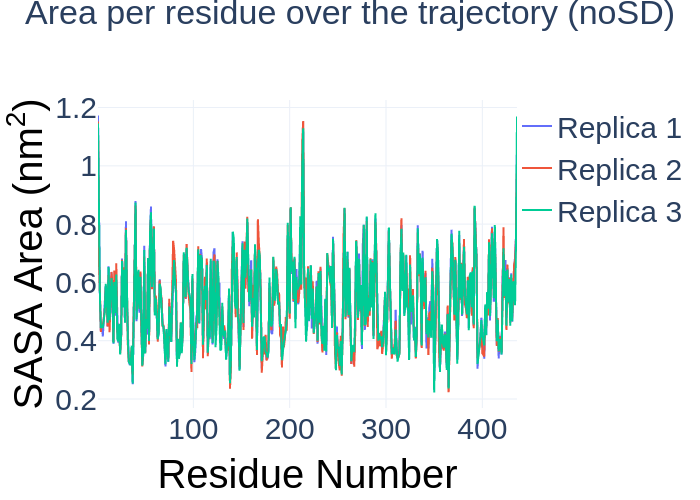 Area per residue over the trajectory (noSD)
1.2
1
0.8
0.6
0.4
0.2
SASA Area (nm²)
100 200 300 400
Residue Number
Replica 1
Replica 2
Replica 3